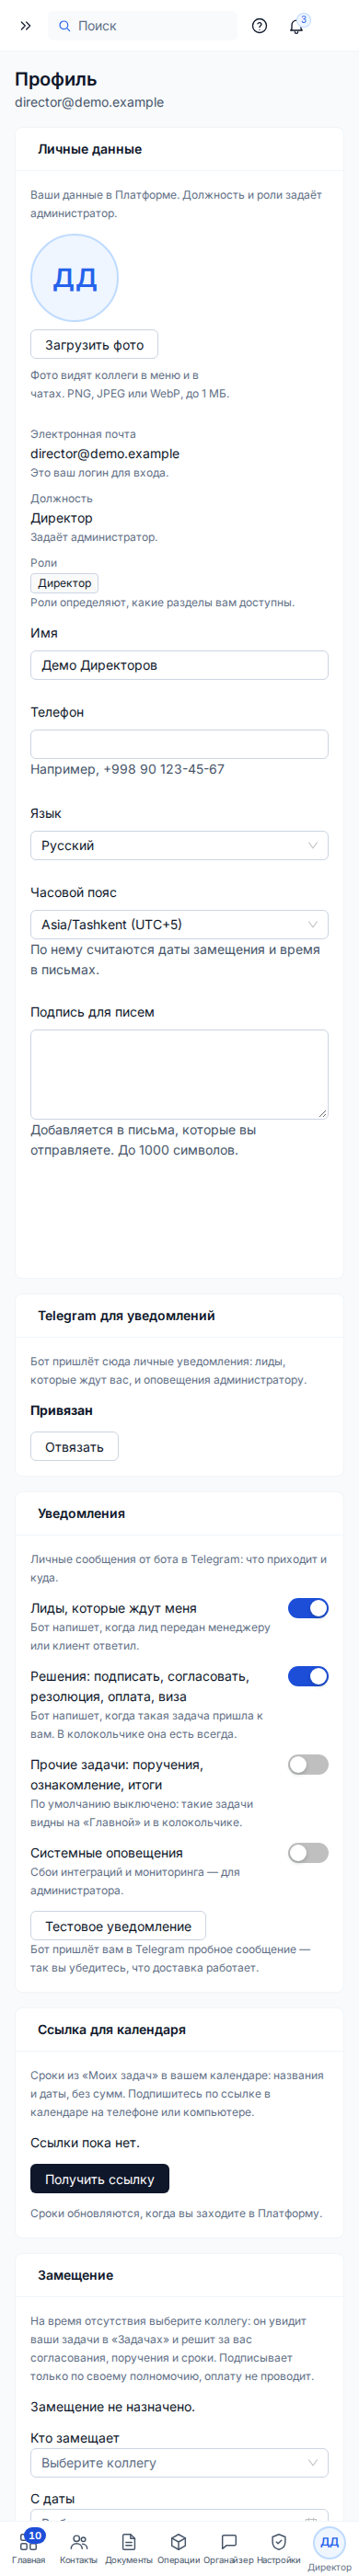 Поиск
3
Профиль
director@demo.example
Личные данные
Ваши данные в Платформе. Должность и роли задаёт
администратор.
ДД
Загрузить фото
Фото видят коллеги в меню и в
чатах. PNG, JPEG или WebP, до 1 МБ.
Электронная почта
director@demo.example
Это ваш логин для входа.
Должность
Директор
Задаёт администратор.
Роли
Директор
Роли определяют, какие разделы вам доступны.
Имя
Демо Директоров
Телефон
Например, +998 90 123-45-67
Язык
Русский
Часовой пояс
Asia/Tashkent (UTC+5)
По нему считаются даты замещения и время
в письмах.
Подпись для писем
Добавляется в письма, которые вы
отправляете. До 1000 символов.
Telegram для уведомлений
Бот пришлёт сюда личные уведомления: лиды,
которые ждут вас, и оповещения администратору.
Привязан
Отвязать
Уведомления
Личные сообщения от бота в Telegram: что приходит и
куда.
Лиды, которые ждут меня
Бот напишет, когда лид передан менеджеру
или клиент ответил.
Решения: подписать, согласовать,
резолюция, оплата, виза
Бот напишет, когда такая задача пришла к
вам. В колокольчике она есть всегда.
Прочие задачи: поручения,
ознакомление, итоги
По умолчанию выключено: такие задачи
видны на «Главной» и в колокольчике.
Системные оповещения
Сбои интеграций и мониторинга — для
администратора.
Тестовое уведомление
Бот пришлёт вам в Telegram пробное сообщение —
так вы убедитесь, что доставка работает.
Ссылка для календаря
Сроки из «Моих задач» в вашем календаре: названия
и даты, без сумм. Подпишитесь по ссылке в
календаре на телефоне или компьютере.
Ссылки пока нет.
Получить ссылку
Сроки обновляются, когда вы заходите в Платформу.
Замещение
На время отсутствия выберите коллегу: он увидит
ваши задачи в «Задачах» и решит за вас
согласования, поручения и сроки. Подписывает
только по своему полномочию, оплату не проводит.
Замещение не назначено.
Кто замещает
Выберите коллегу
С даты
10
Главная
Контакты
Документы
Операции
Органайзер
Настройки
ДД
Директор